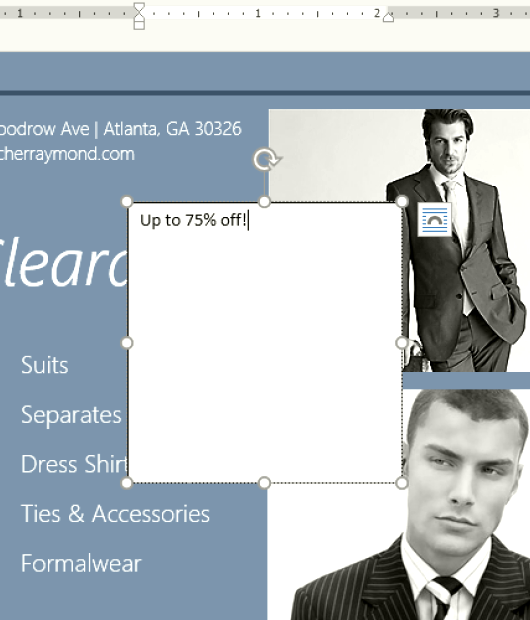 1 1 2 3
oodrow Ave | Atlanta, GA 30326
cherraymond.com
Up to 75% off!
Suits
Separates
Dress Shirt
Ties & Accessories
Formalwear